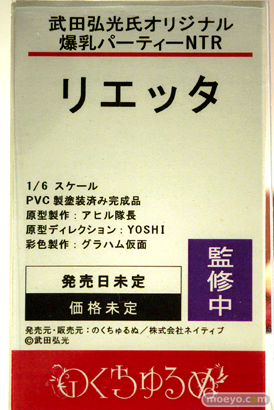 武田弘光氏オリジナル
爆乳パーティーNTR
リエッタ
1/6 スケール
PVC製塗装済み完成品
原型製作：アヒル隊長
原型ディレクション：YOSHI
彩色製作：グラハム仮面
監修中
発売日未定
価格未定
発売元・販売元：のくちゅるぬ／株式会社ネイティブ
©武田弘光
のくちゅるぬ
moeyo.com